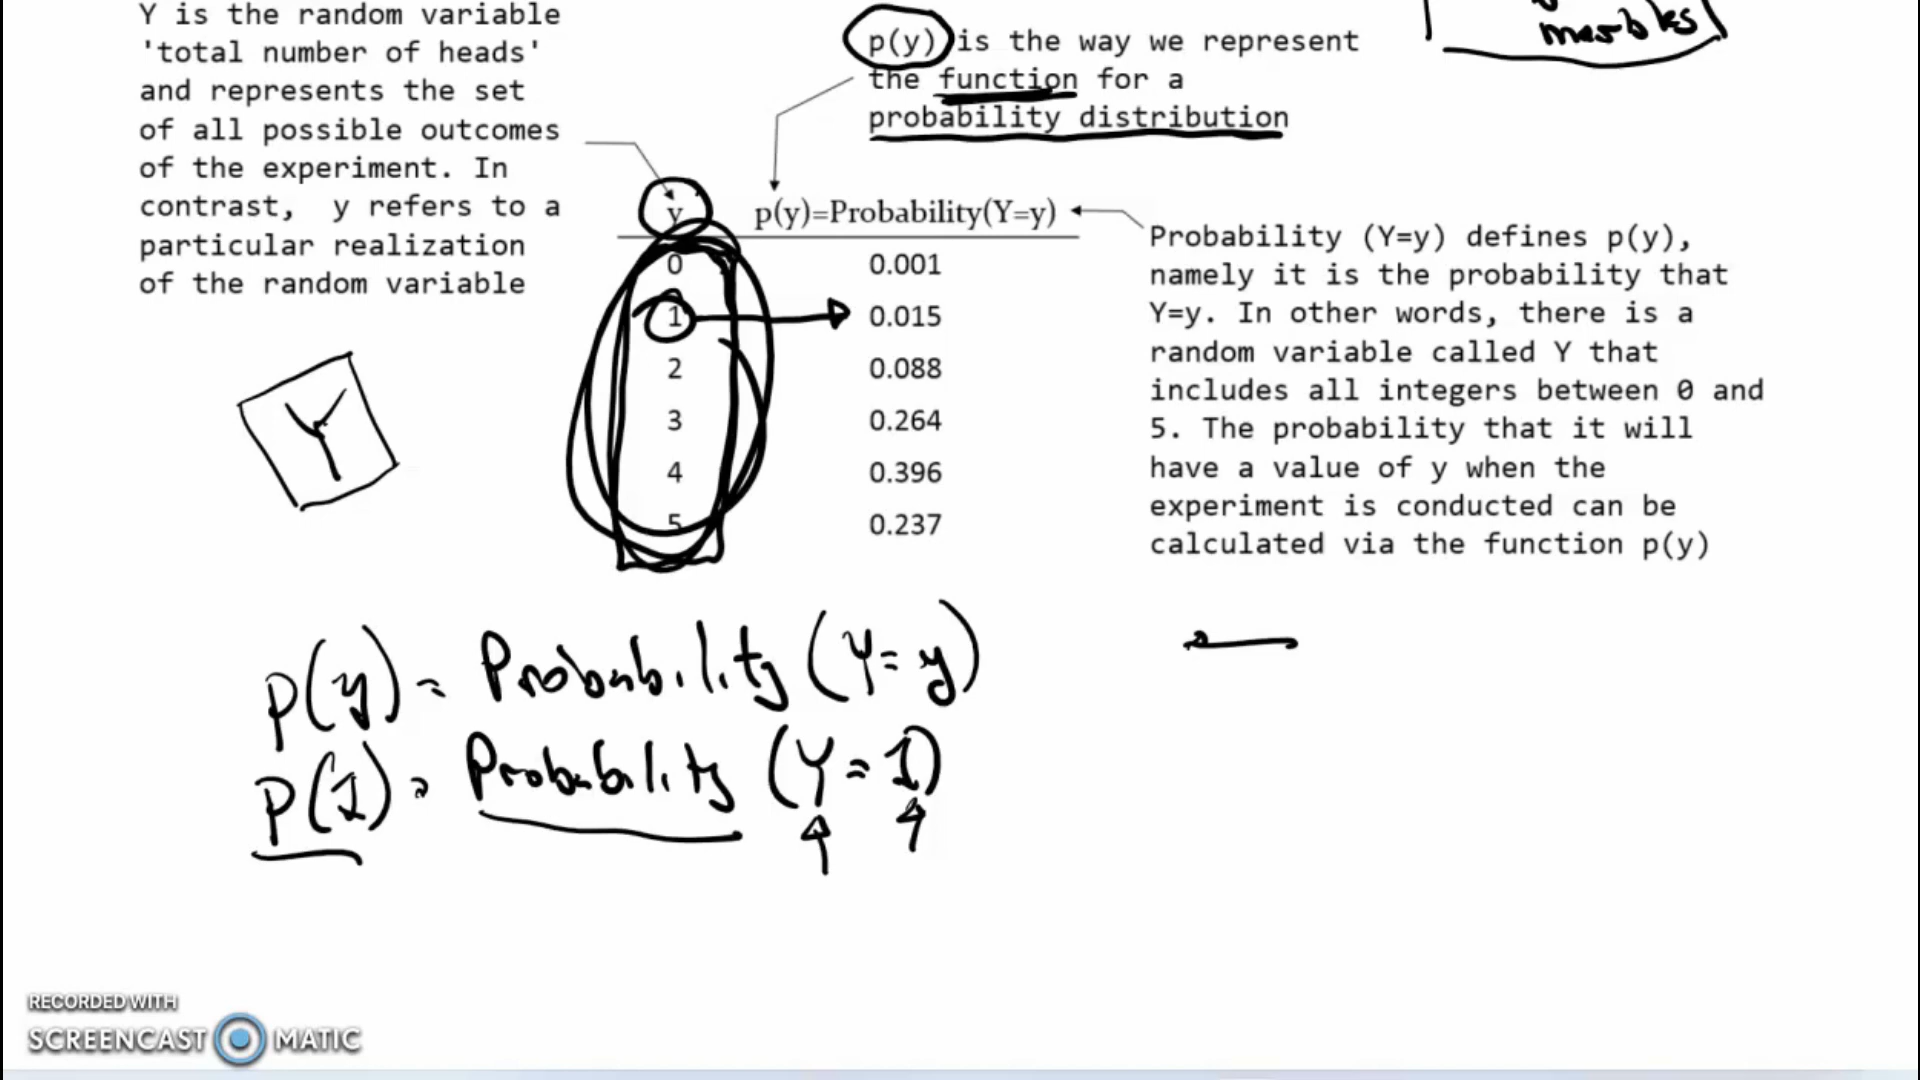 Y is the random variable
'total number of heads'
and represents the set
of all possible outcomes
of the experiment. In
contrast, y refers to a
particular realization
of the random variable
p(y) is the way we represent
the function for a
probability distribution
marbles
y p(y)=Probability(Y=y)
0 0.001
1 0.015
2 0.088
3 0.264
4 0.396
5 0.237
Probability (Y=y) defines p(y),
namely it is the probability that
Y=y. In other words, there is a
random variable called Y that
includes all integers between 0 and
5. The probability that it will
have a value of y when the
experiment is conducted can be
calculated via the function p(y)
Y
P(y) = Probability (Y=y)
P(1) = Probability (Y=1)
RECORDED WITH
SCREENCAST MATIC